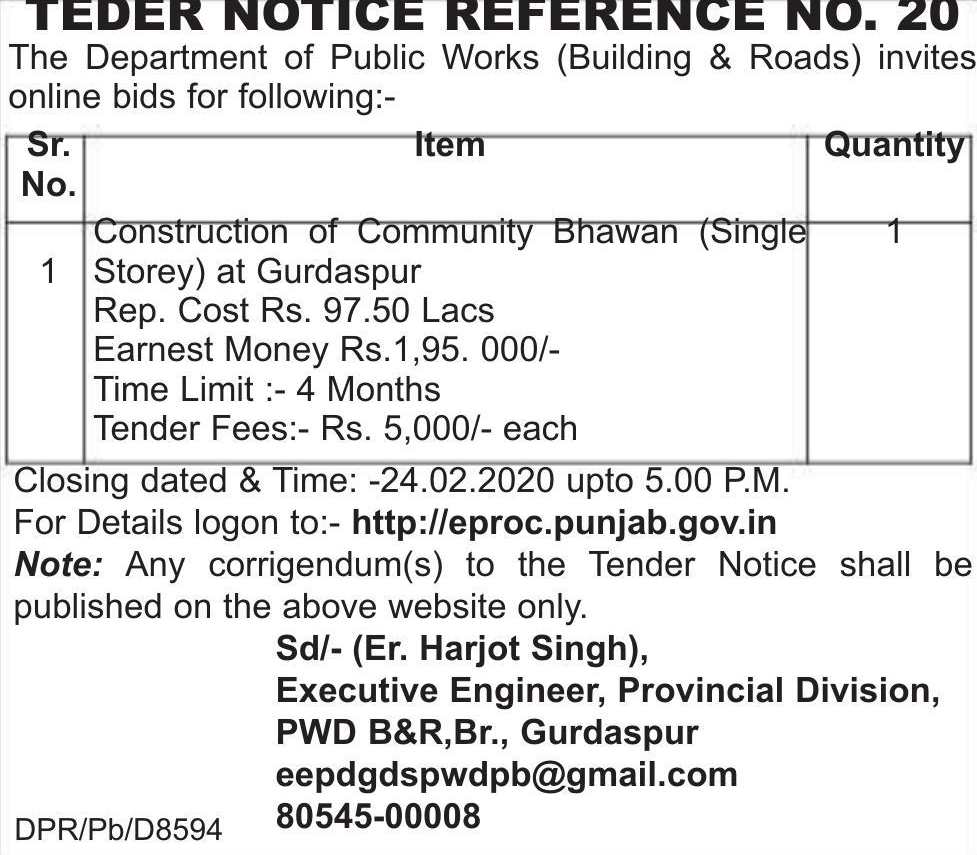 TEDER NOTICE REFERENCE NO. 20
The Department of Public Works (Building & Roads) invites
online bids for following:-
Sr. No. Item Quantity
1 Construction of Community Bhawan (Single 1
Storey) at Gurdaspur
Rep. Cost Rs. 97.50 Lacs
Earnest Money Rs.1,95. 000/-
Time Limit :- 4 Months
Tender Fees:- Rs. 5,000/- each
Closing dated & Time: -24.02.2020 upto 5.00 P.M.
For Details logon to:- http://eproc.punjab.gov.in
Note: Any corrigendum(s) to the Tender Notice shall be
published on the above website only.
Sd/- (Er. Harjot Singh),
Executive Engineer, Provincial Division,
PWD B&R,Br., Gurdaspur
eepdgdspwdpb@gmail.com
80545-00008
DPR/Pb/D8594